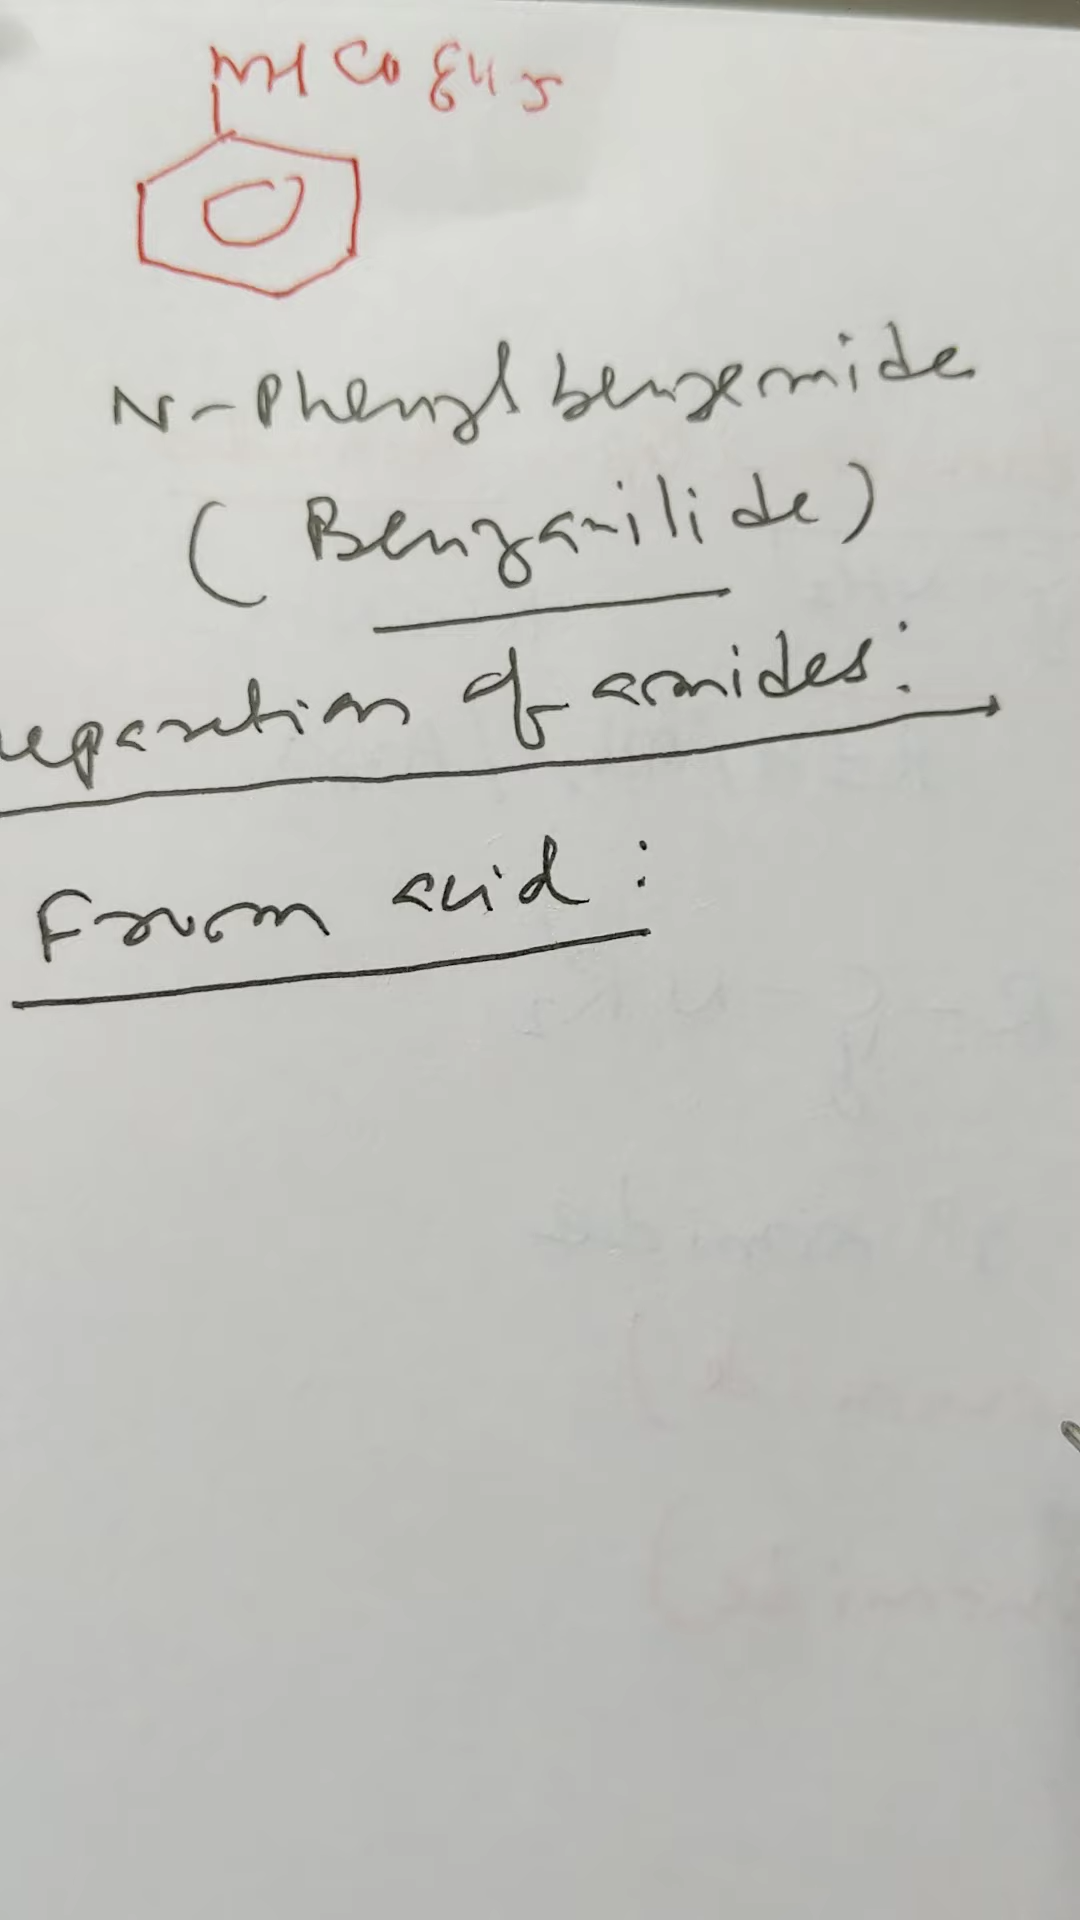 NHCOC6H5
N-Phenyl benzamide
(Benzanilide)
eparation of amides:
From acid: